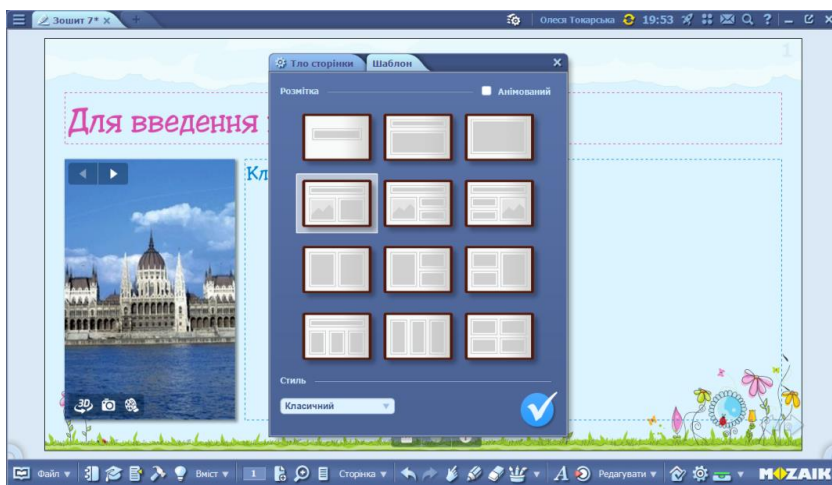 Зошит 7* x
Олеся Токарська
19:53
?
1
Тло сторінки
Шаблон
Розмітка
Анімований
Для введення
Кл
Стиль
Класичний
3D
Файл
Вміст
1
Сторінка
A
Редагувати
MOZAIK